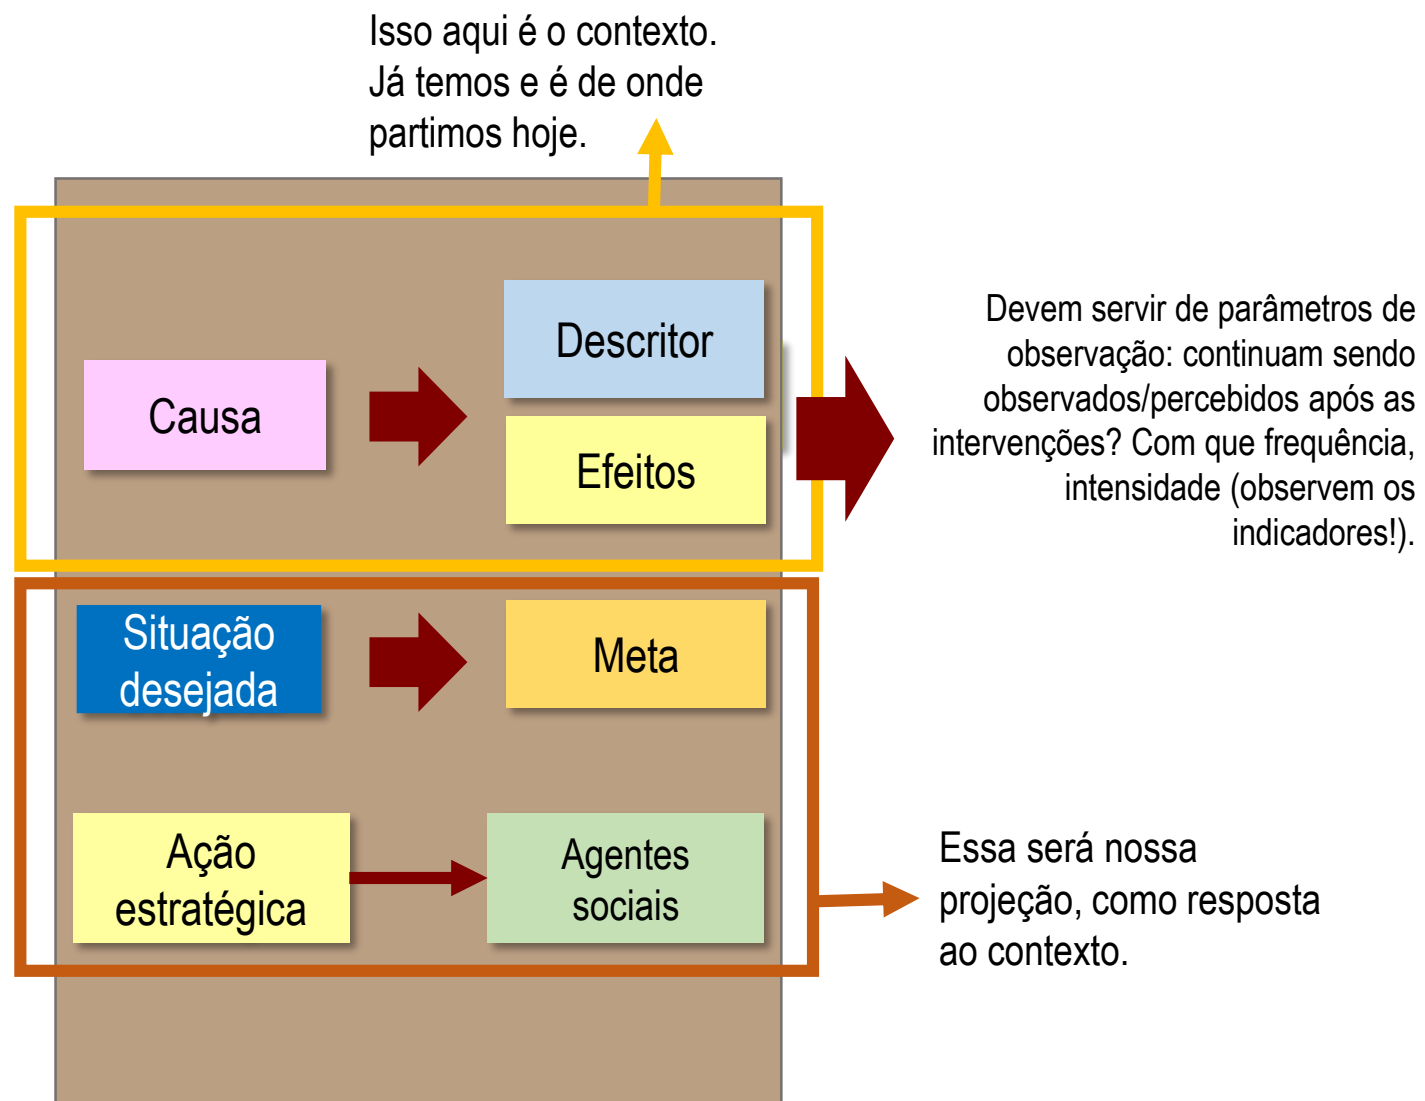 Isso aqui é o contexto.
Já temos e é de onde
partimos hoje.
Causa
Descritor
Efeitos
Devem servir de parâmetros de
observação: continuam sendo
observados/percebidos após as
intervenções? Com que frequência,
intensidade (observem os
indicadores!).
Situação
desejada
Meta
Ação
estratégica
Agentes
sociais
Essa será nossa
projeção, como resposta
ao contexto.